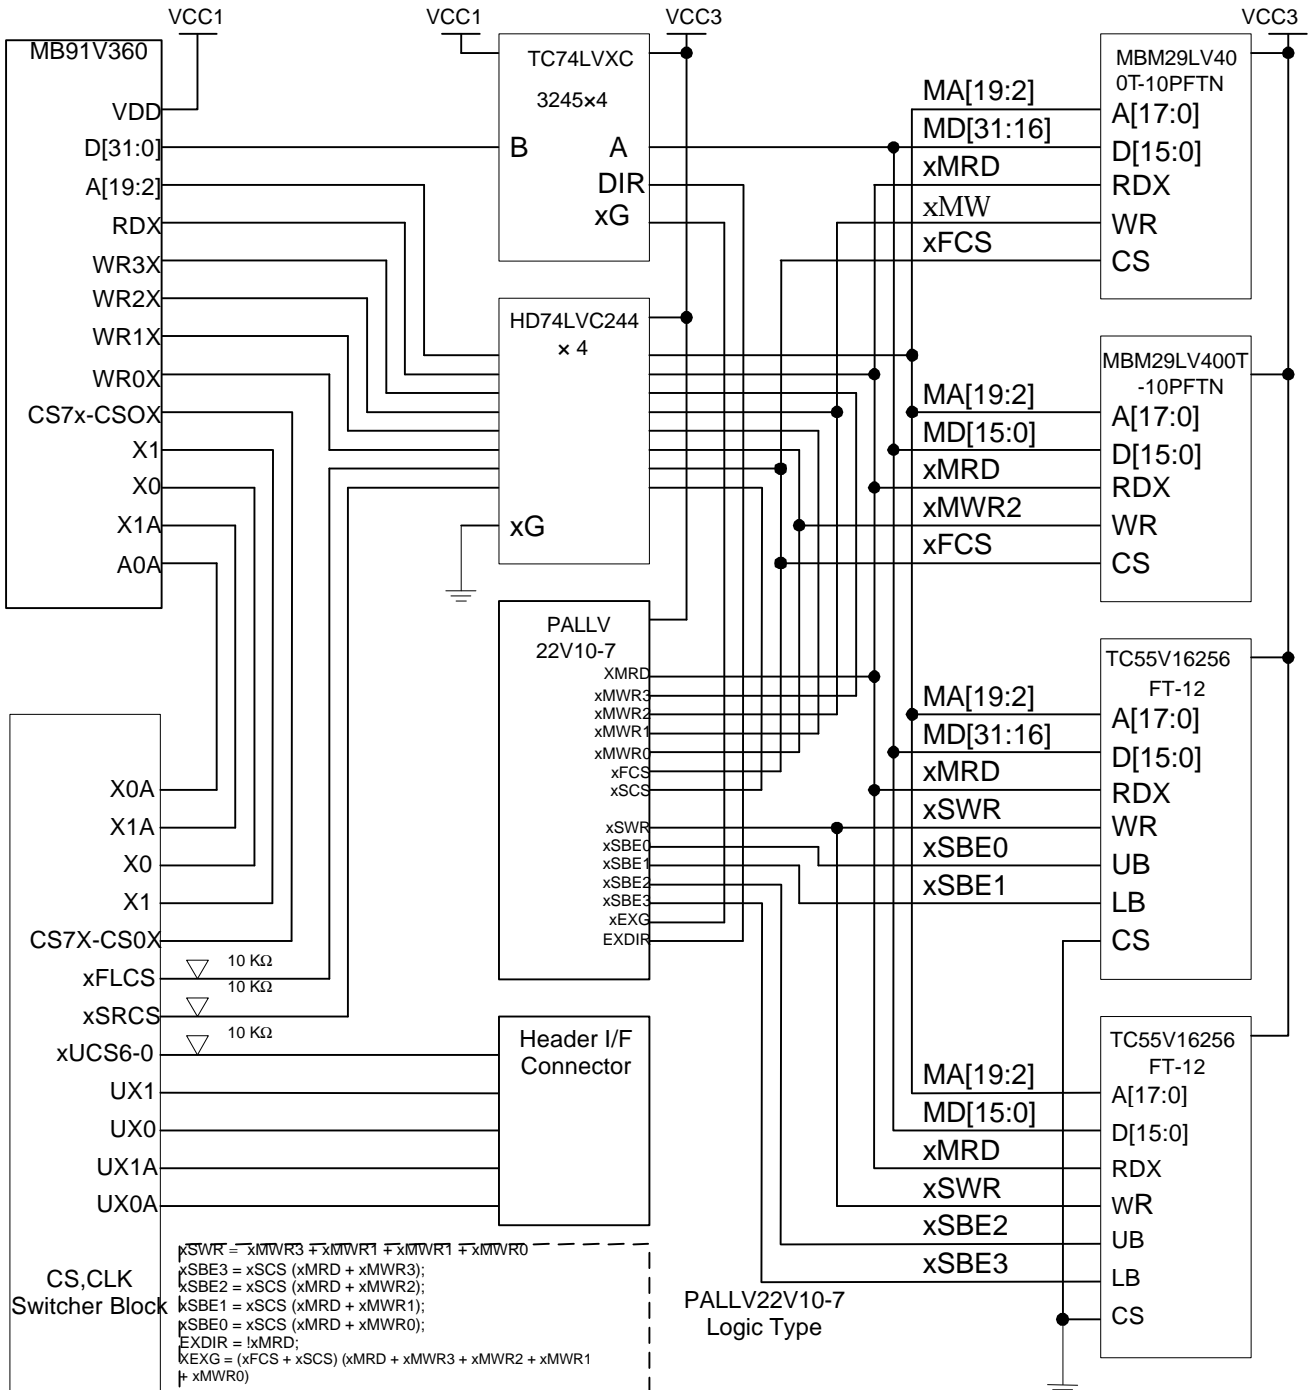 VCC1
VCC1
VCC3
VCC3
MB91V360
VDD
D[31:0]
A[19:2]
RDX
WR3X
WR2X
WR1X
WR0X
CS7x-CSOX
X1
X0
X1A
A0A
TC74LVXC
3245×4
B
A
DIR
xG
HD74LVC244
× 4
xG
PALLV
22V10-7
XMRD
xMWR3
xMWR2
xMWR1
xMWR0
xFCS
xSCS
xSWR
xSBE0
xSBE1
xSBE2
xSBE3
xEXG
EXDIR
MA[19:2]
MD[31:16]
xMRD
xMW
xFCS
MBM29LV40
0T-10PFTN
A[17:0]
D[15:0]
RDX
WR
CS
MA[19:2]
MD[15:0]
xMRD
xMWR2
xFCS
MBM29LV400T
-10PFTN
A[17:0]
D[15:0]
RDX
WR
CS
MA[19:2]
MD[31:16]
xMRD
xSWR
xSBE0
xSBE1
TC55V16256
FT-12
A[17:0]
D[15:0]
RDX
WR
UB
LB
CS
MA[19:2]
MD[15:0]
xMRD
xSWR
xSBE2
xSBE3
TC55V16256
FT-12
A[17:0]
D[15:0]
RDX
WR
UB
LB
CS
X0A
X1A
X0
X1
CS7X-CS0X
xFLCS
xSRCS
xUCS6-0
UX1
UX0
UX1A
UX0A
10 KΩ
10 KΩ
10 KΩ
CS,CLK
Switcher Block
Header I/F
Connector
xSWR = xMWR3 + xMWR1 + xMWR1 + xMWR0
xSBE3 = xSCS (xMRD + xMWR3);
xSBE2 = xSCS (xMRD + xMWR2);
xSBE1 = xSCS (xMRD + xMWR1);
xSBE0 = xSCS (xMRD + xMWR0);
EXDIR = !xMRD;
XEXG = (xFCS + xSCS) (xMRD + xMWR3 + xMWR2 + xMWR1
+ xMWR0)
PALLV22V10-7
Logic Type